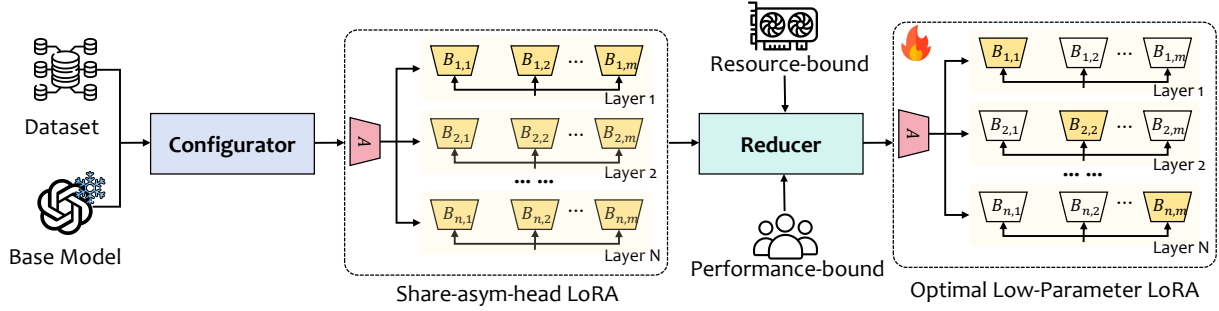 Dataset
Base Model
Configurator
A
B1,1 B1,2 ... B1,m
Layer 1
B2,1 B2,2 ... B2,m
Layer 2
... ...
Bn,1 Bn,2 ... Bn,m
Layer N
Share-asym-head LoRA
Resource-bound
Reducer
Performance-bound
A
B1,1 B1,2 ... B1,m
Layer 1
B2,1 B2,2 ... B2,m
Layer 2
... ...
Bn,1 Bn,2 ... Bn,m
Layer N
Optimal Low-Parameter LoRA